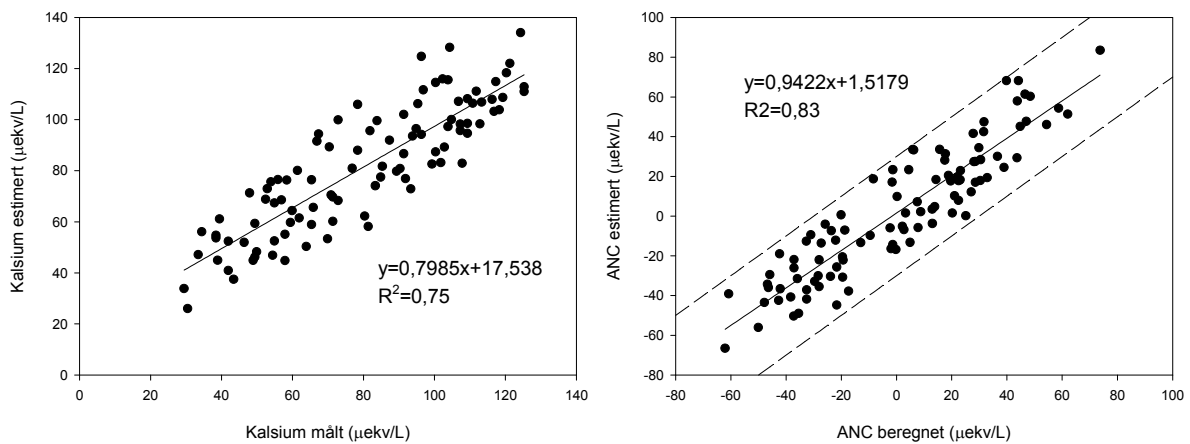 140
120
100
80
60
40
20
0
0 20 40 60 80 100 120 140
Kalsium estimert (µekv/L)
Kalsium målt (µekv/L)
y=0,7985x+17,538
R²=0,75
100
80
60
40
20
0
-20
-40
-60
-80
-80 -60 -40 -20 0 20 40 60 80 100
ANC estimert (µekv/L)
ANC beregnet (µekv/L)
y=0,9422x+1,5179
R2=0,83